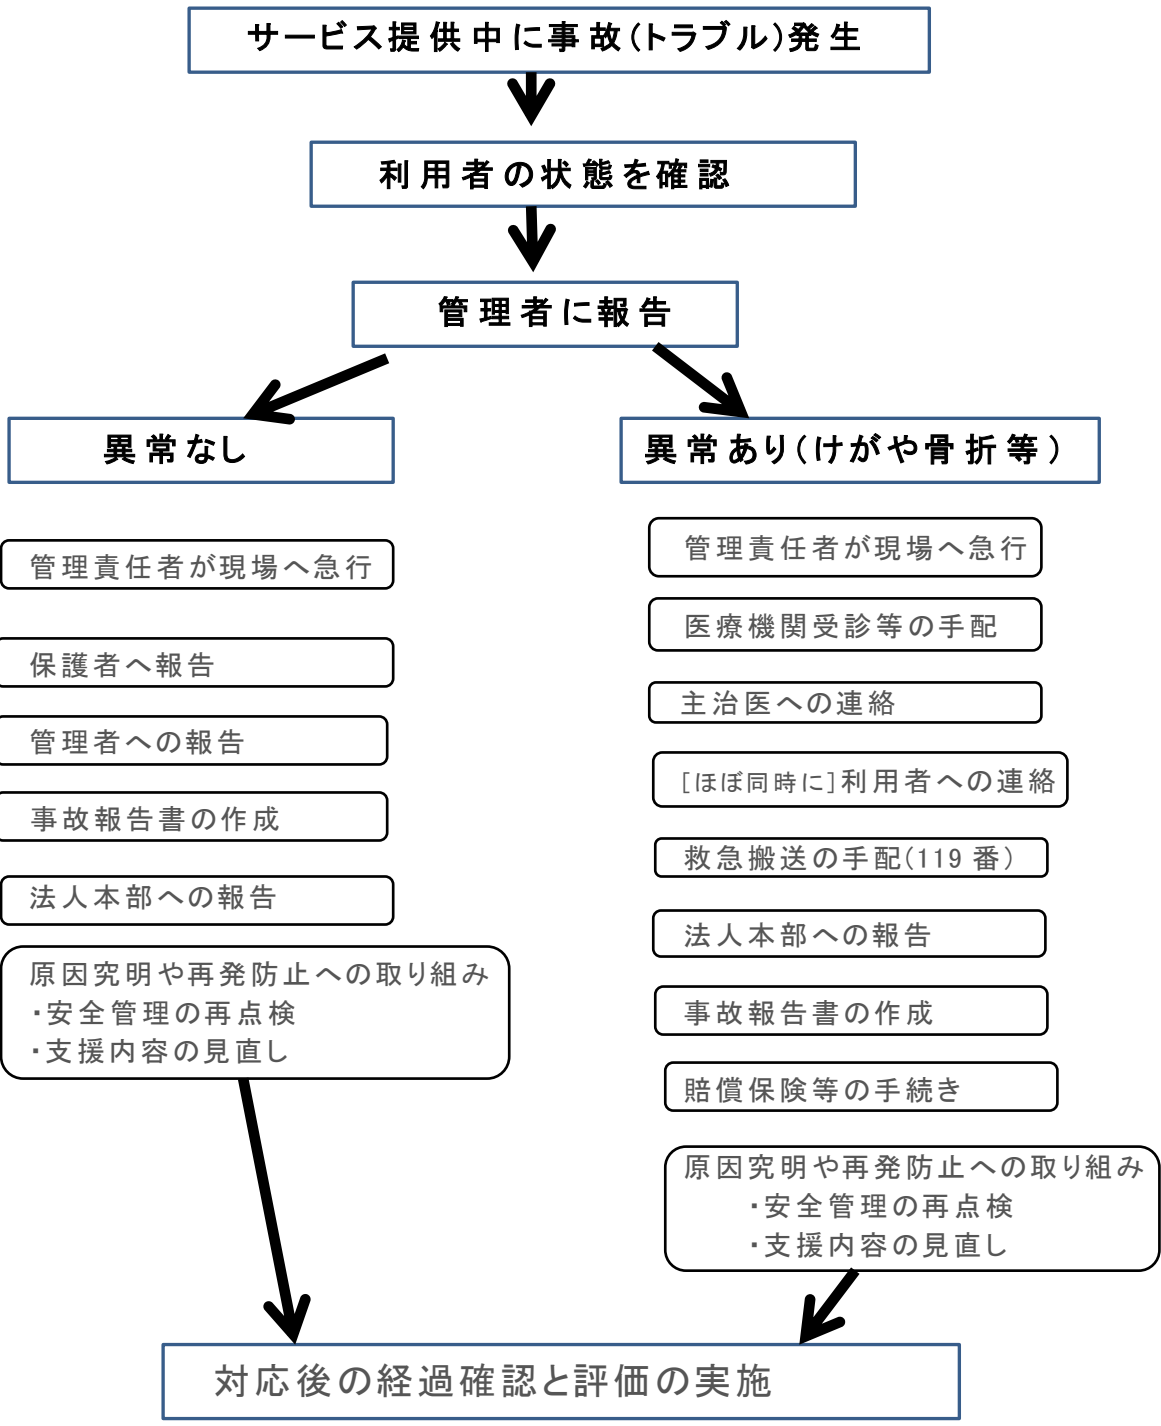 サービス提供中に事故(トラブル)発生
利用者の状態を確認
管理者に報告
異常なし
管理責任者が現場へ急行
保護者へ報告
管理者への報告
事故報告書の作成
法人本部への報告
原因究明や再発防止への取り組み
・安全管理の再点検
・支援内容の見直し
異常あり(けがや骨折等)
管理責任者が現場へ急行
医療機関受診等の手配
主治医への連絡
[ほぼ同時に]利用者への連絡
救急搬送の手配(119番)
法人本部への報告
事故報告書の作成
賠償保険等の手続き
原因究明や再発防止への取り組み
・安全管理の再点検
・支援内容の見直し
対応後の経過確認と評価の実施